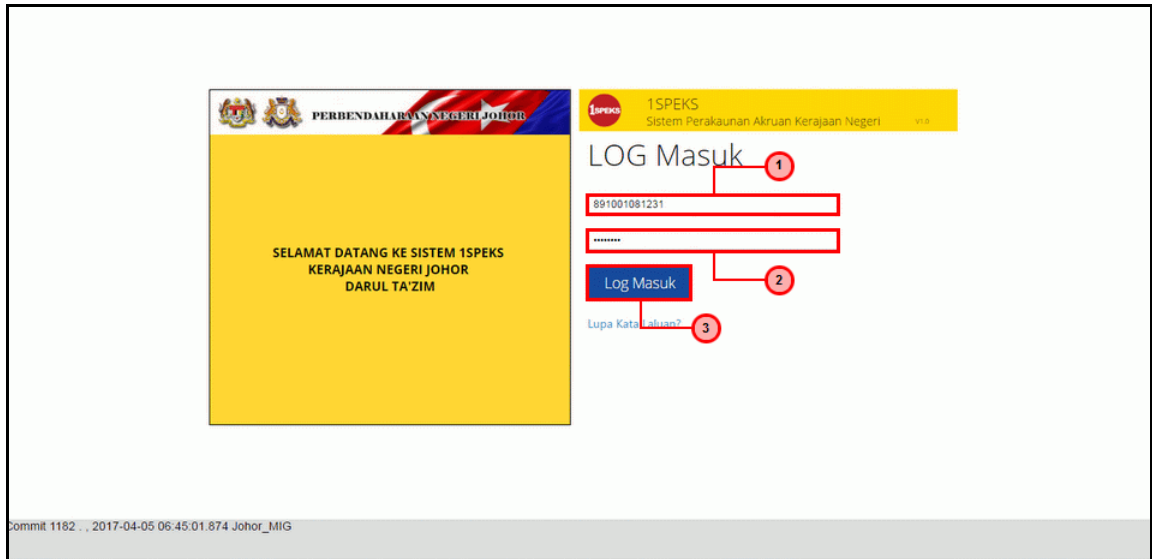 PERBENDAHARAAN NEGERI JOHOR
SELAMAT DATANG KE SISTEM 1SPEKS
KERAJAAN NEGERI JOHOR
DARUL TA'ZIM
1SPEKS
1SPEKS
Sistem Perakaunan Akruan Kerajaan Negeri V1.0
LOG Masuk
1
891001081231
••••••••
Log Masuk
2
Lupa Kata Laluan?
3
Commit 1182 . , 2017-04-05 06:45:01.874 Johor_MIG